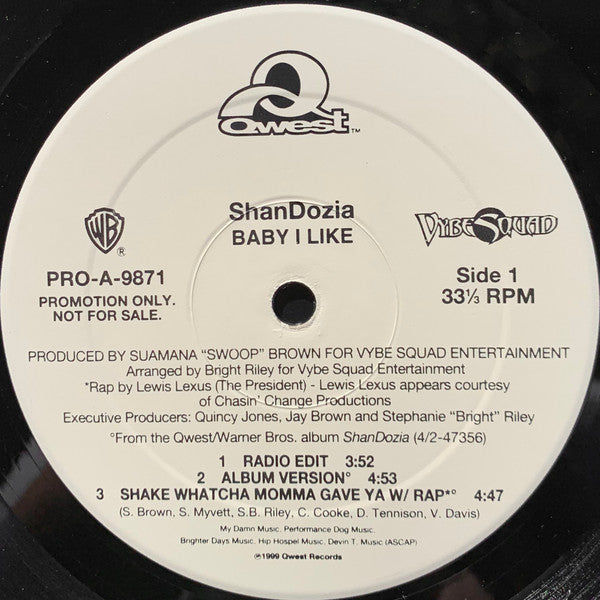 Qwest™
ShanDozia
BABY I LIKE
WB
®
VYBE SQUAD
PRO-A-9871
PROMOTION ONLY.
NOT FOR SALE.
Side 1
33⅓ RPM
PRODUCED BY SUAMANA “SWOOP” BROWN FOR VYBE SQUAD ENTERTAINMENT
Arranged by Bright Riley for Vybe Squad Entertainment
*Rap by Lewis Lexus (The President) - Lewis Lexus appears courtesy
of Chasin’ Change Productions
Executive Producers: Quincy Jones, Jay Brown and Stephanie “Bright” Riley
°From the Qwest/Warner Bros. album ShanDozia (4/2-47356)
1 RADIO EDIT 3:52
2 ALBUM VERSION° 4:53
3 SHAKE WHATCHA MOMMA GAVE YA W/ RAP*° 4:47
(S. Brown, S. Myvett, S.B. Riley, C. Cooke, D. Tennison, V. Davis)
My Damn Music. Performance Dog Music.
Brighter Days Music. Hip Hospel Music. Devin T. Music (ASCAP)
℗1999 Qwest Records